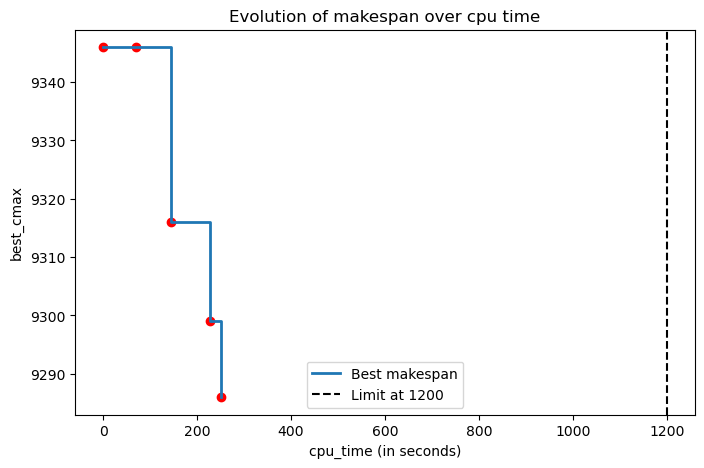 Evolution of makespan over cpu time
best_cmax
9340
9330
9320
9310
9300
9290
Best makespan
Limit at 1200
0 200 400 600 800 1000 1200
cpu_time (in seconds)